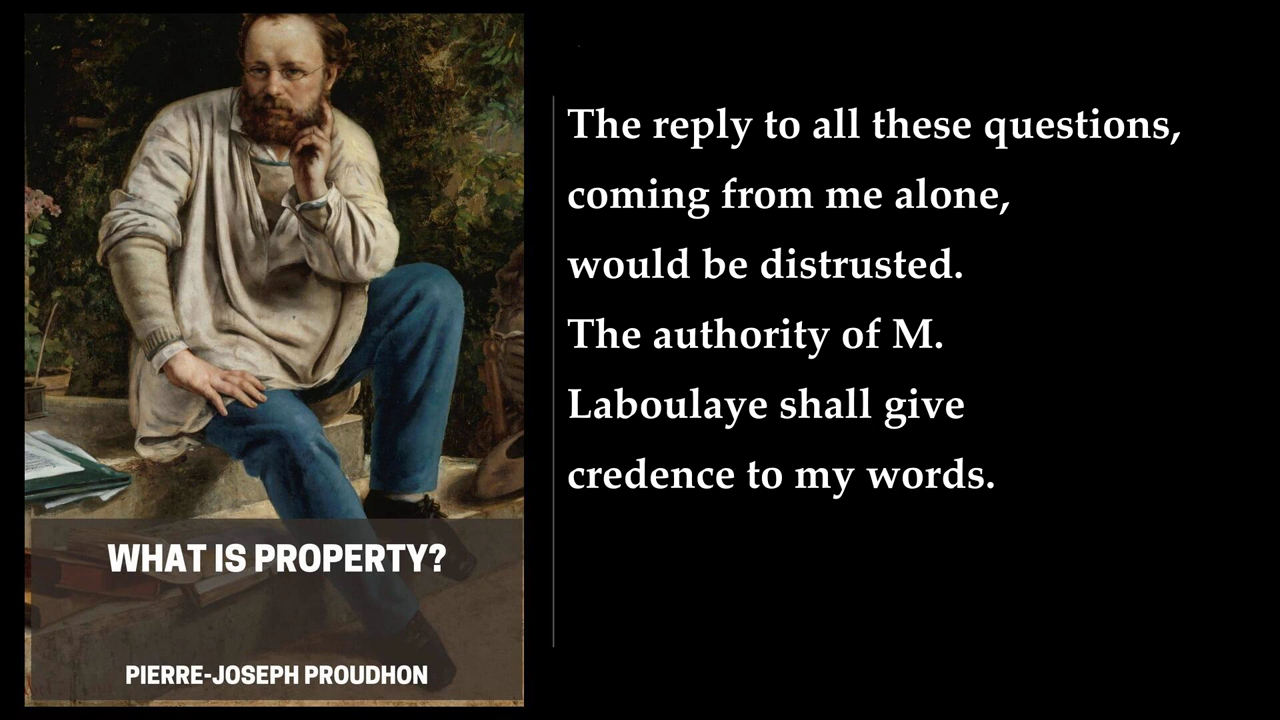 WHAT IS PROPERTY?
PIERRE-JOSEPH PROUDHON
The reply to all these questions,
coming from me alone,
would be distrusted.
The authority of M.
Laboulaye shall give
credence to my words.